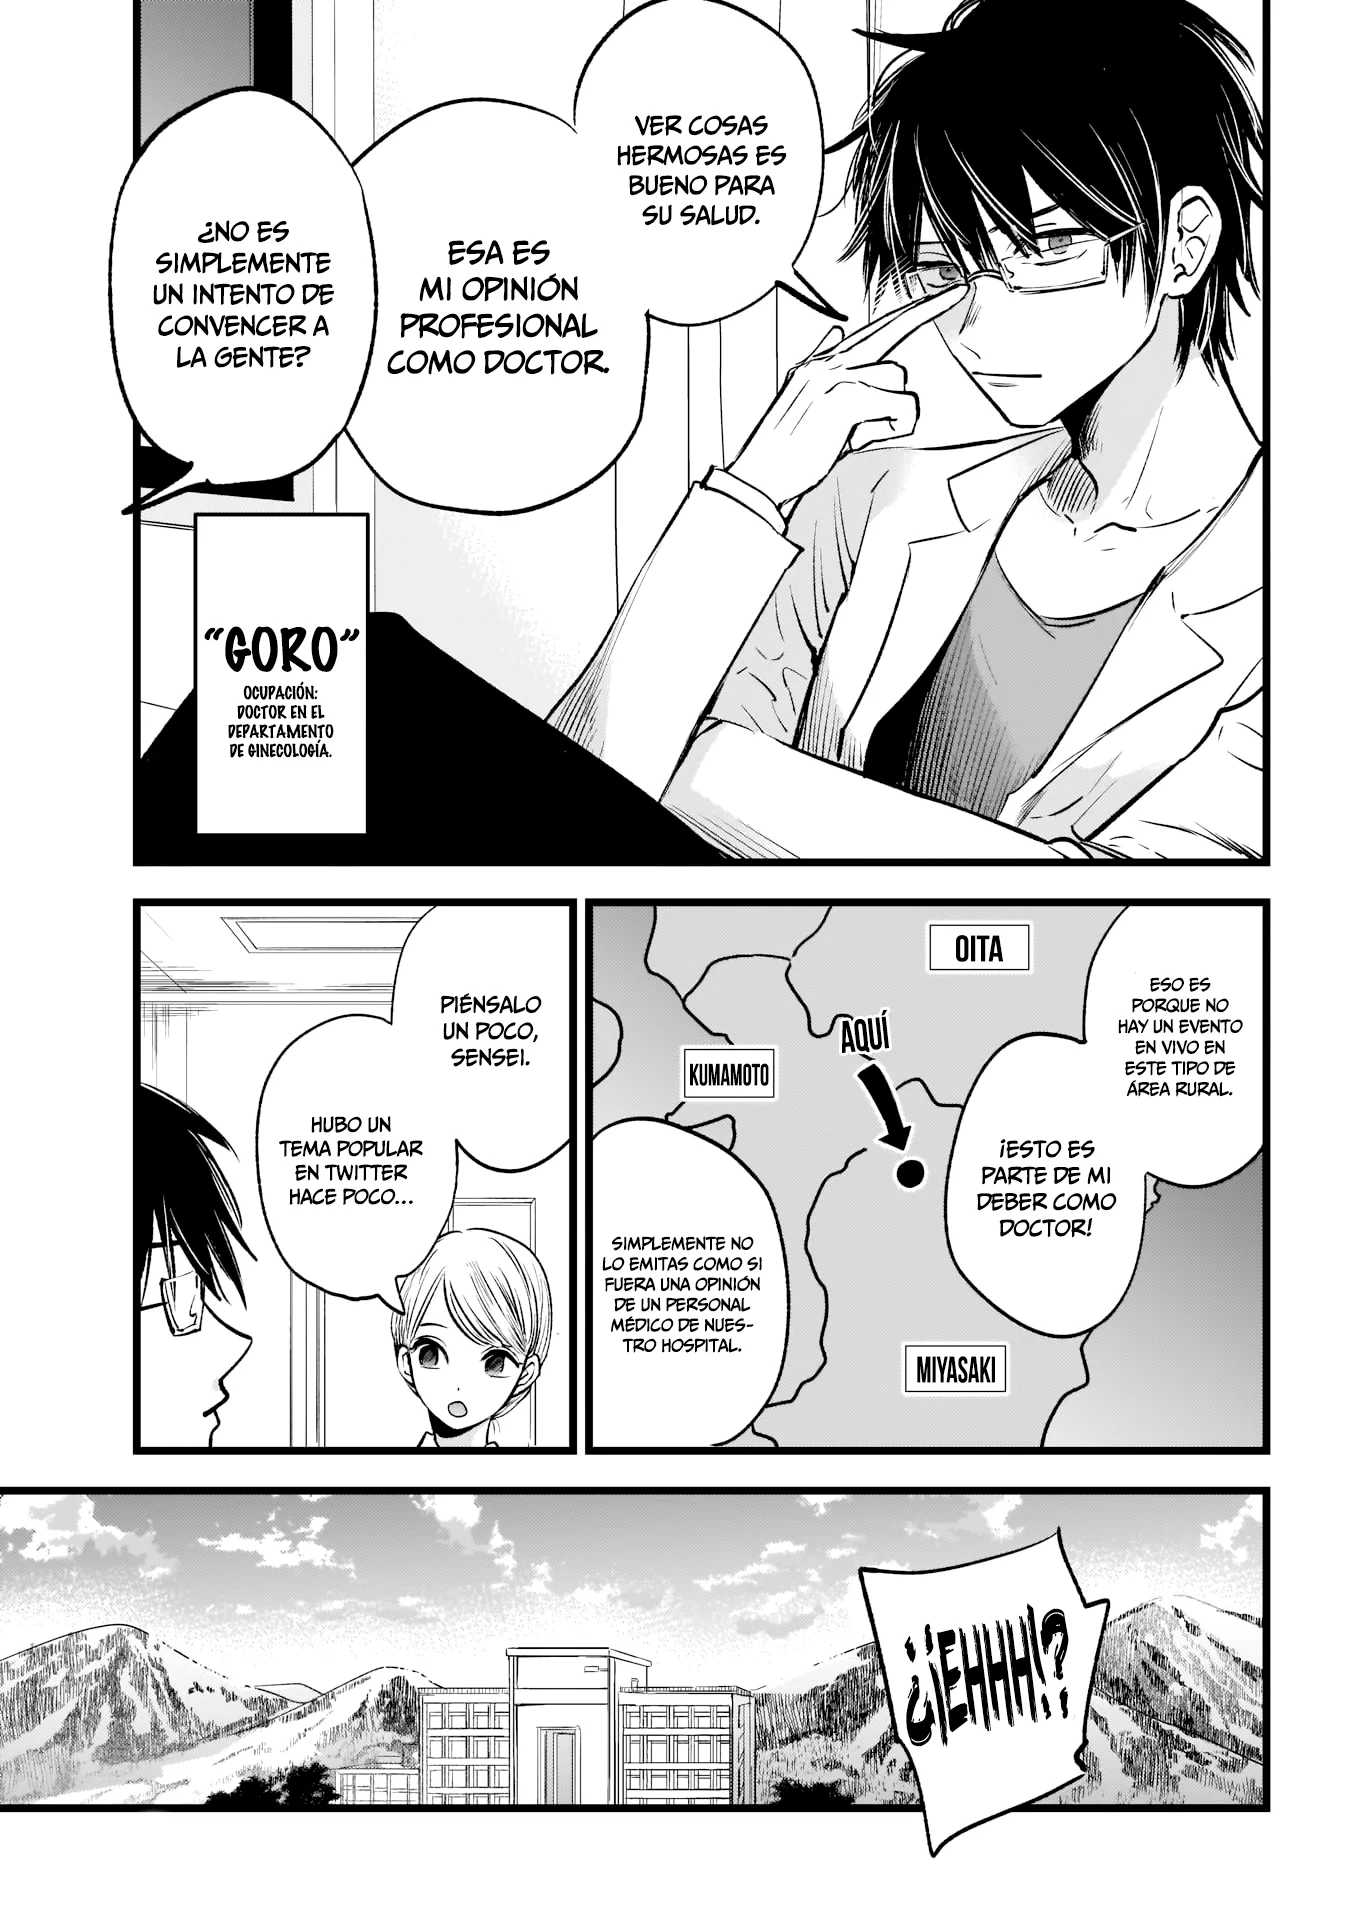 VER COSAS
HERMOSAS ES
BUENO PARA
SU SALUD.
ESA ES
MI OPINIÓN
PROFESIONAL
COMO DOCTOR.
¿NO ES
SIMPLEMENTE
UN INTENTO DE
CONVENCER A
LA GENTE?
“GORO”
OCUPACIÓN:
DOCTOR EN EL
DEPARTAMENTO
DE GINECOLOGÍA.
ESO ES
PORQUE NO
HAY UN EVENTO
EN VIVO EN
ESTE TIPO DE
ÁREA RURAL.
¡ESTO ES
PARTE DE MI
DEBER COMO
DOCTOR!
OITA
AQUÍ
KUMAMOTO
MIYASAKI
SIMPLEMENTE NO
LO EMITAS COMO SI
FUERA UNA OPINIÓN
DE UN PERSONAL
MÉDICO DE NUES-
TRO HOSPITAL.
PIÉNSALO
UN POCO,
SENSEI.
HUBO UN
TEMA POPULAR
EN TWITTER
HACE POCO...
¿¡EHHH!?